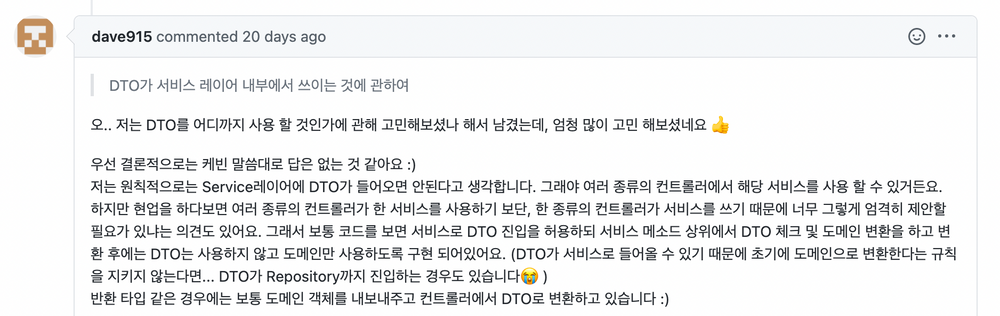 dave915 commented 20 days ago
DTO가 서비스 레이어 내부에서 쓰이는 것에 관하여
오.. 저는 DTO를 어디까지 사용 할 것인가에 관해 고민해보셨나 해서 남겼는데, 엄청 많이 고민 해보셨네요 👍
우선 결론적으로는 케빈 말씀대로 답은 없는 것 같아요 :)
저는 원칙적으로는 Service레이어에 DTO가 들어오면 안된다고 생각합니다. 그래야 여러 종류의 컨트롤러에서 해당 서비스를 사용 할 수 있거든요.
하지만 현업을 하다보면 여러 종류의 컨트롤러가 한 서비스를 사용하기 보단, 한 종류의 컨트롤러가 서비스를 쓰기 때문에 너무 그렇게 엄격히 제안할
필요가 있냐는 의견도 있어요. 그래서 보통 코드를 보면 서비스로 DTO 진입을 허용하되 서비스 메소드 상위에서 DTO 체크 및 도메인 변환을 하고 변
환 후에는 DTO는 사용하지 않고 도메인만 사용하도록 구현 되어있어요. (DTO가 서비스로 들어올 수 있기 때문에 초기에 도메인으로 변환한다는 규칙
을 지키지 않는다면... DTO가 Repository까지 진입하는 경우도 있습니다😭 )
반환 타입 같은 경우에는 보통 도메인 객체를 내보내주고 컨트롤러에서 DTO로 변환하고 있습니다 :)